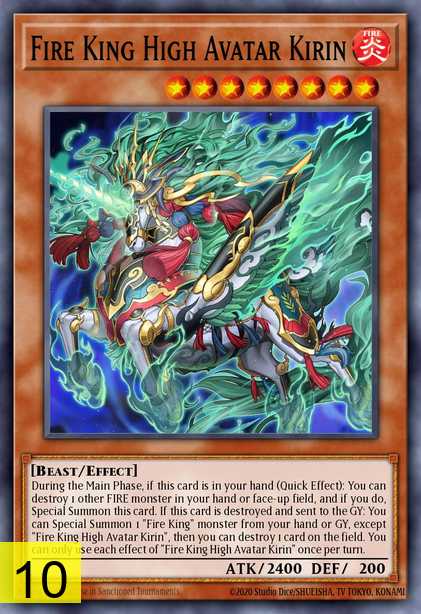 FIRE KING HIGH AVATAR KIRIN
FIRE
炎
[BEAST/EFFECT]
During the Main Phase, if this card is in your hand (Quick Effect): You can
destroy 1 other FIRE monster in your hand or face-up field, and if you do,
Special Summon this card. If this card is destroyed and sent to the GY: You
can Special Summon 1 "Fire King" monster from your hand or GY, except
"Fire King High Avatar Kirin", then you can destroy 1 card on the field. You
can only use each effect of "Fire King High Avatar Kirin" once per turn.
ATK/2400 DEF/ 200
10
in Sanctioned Tournaments
©2020 Studio Dice/SHUEISHA, TV TOKYO, KONAMI